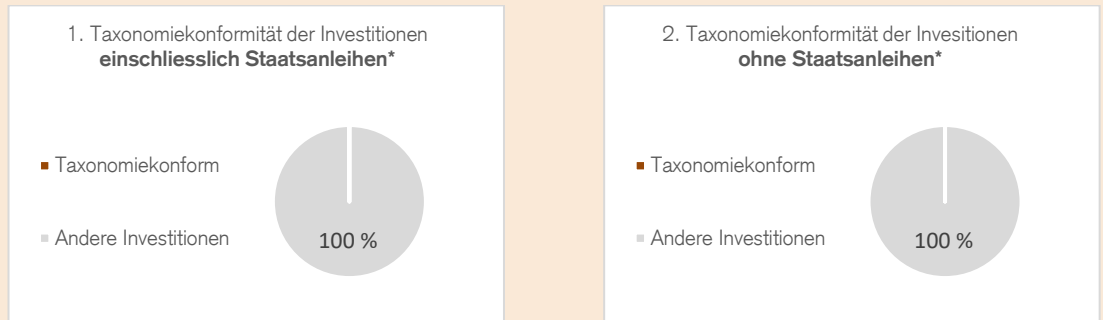 1. Taxonomiekonformität der Investitionen
einschliesslich Staatsanleihen*
Taxonomiekonform
Andere Investitionen
100 %
2. Taxonomiekonformität der Invesitionen
ohne Staatsanleihen*
Taxonomiekonform
Andere Investitionen
100 %